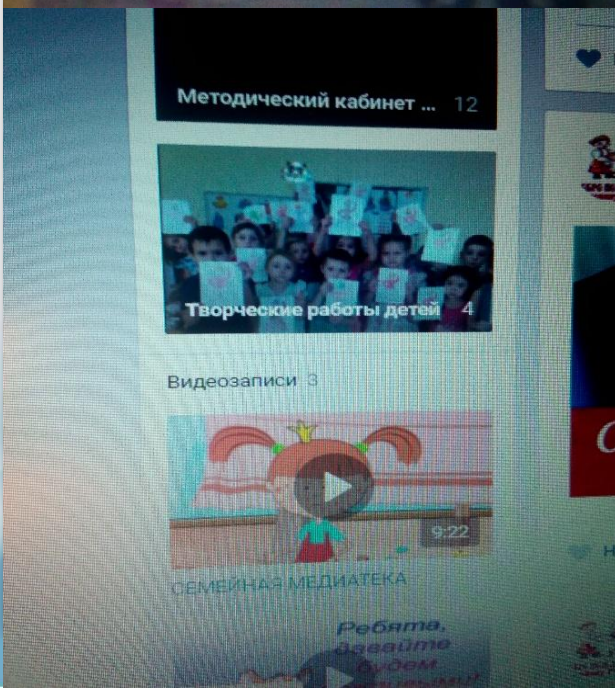 Методический кабинет ... 12
Творческие работы детей 4
Видеозаписи 3
9:22
СЕМЕЙНАЯ МЕДИАТЕКА
Ребята,
давайте
будем